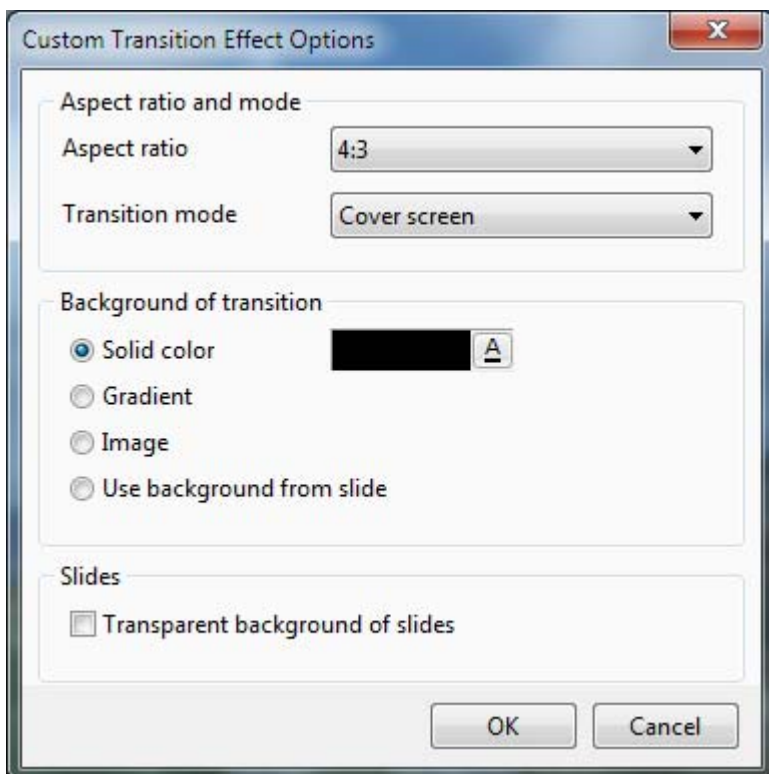 Custom Transition Effect Options
Aspect ratio and mode
Aspect ratio 4:3
Transition mode Cover screen
Background of transition
Solid color A
Gradient
Image
Use background from slide
Slides
Transparent background of slides
OK Cancel